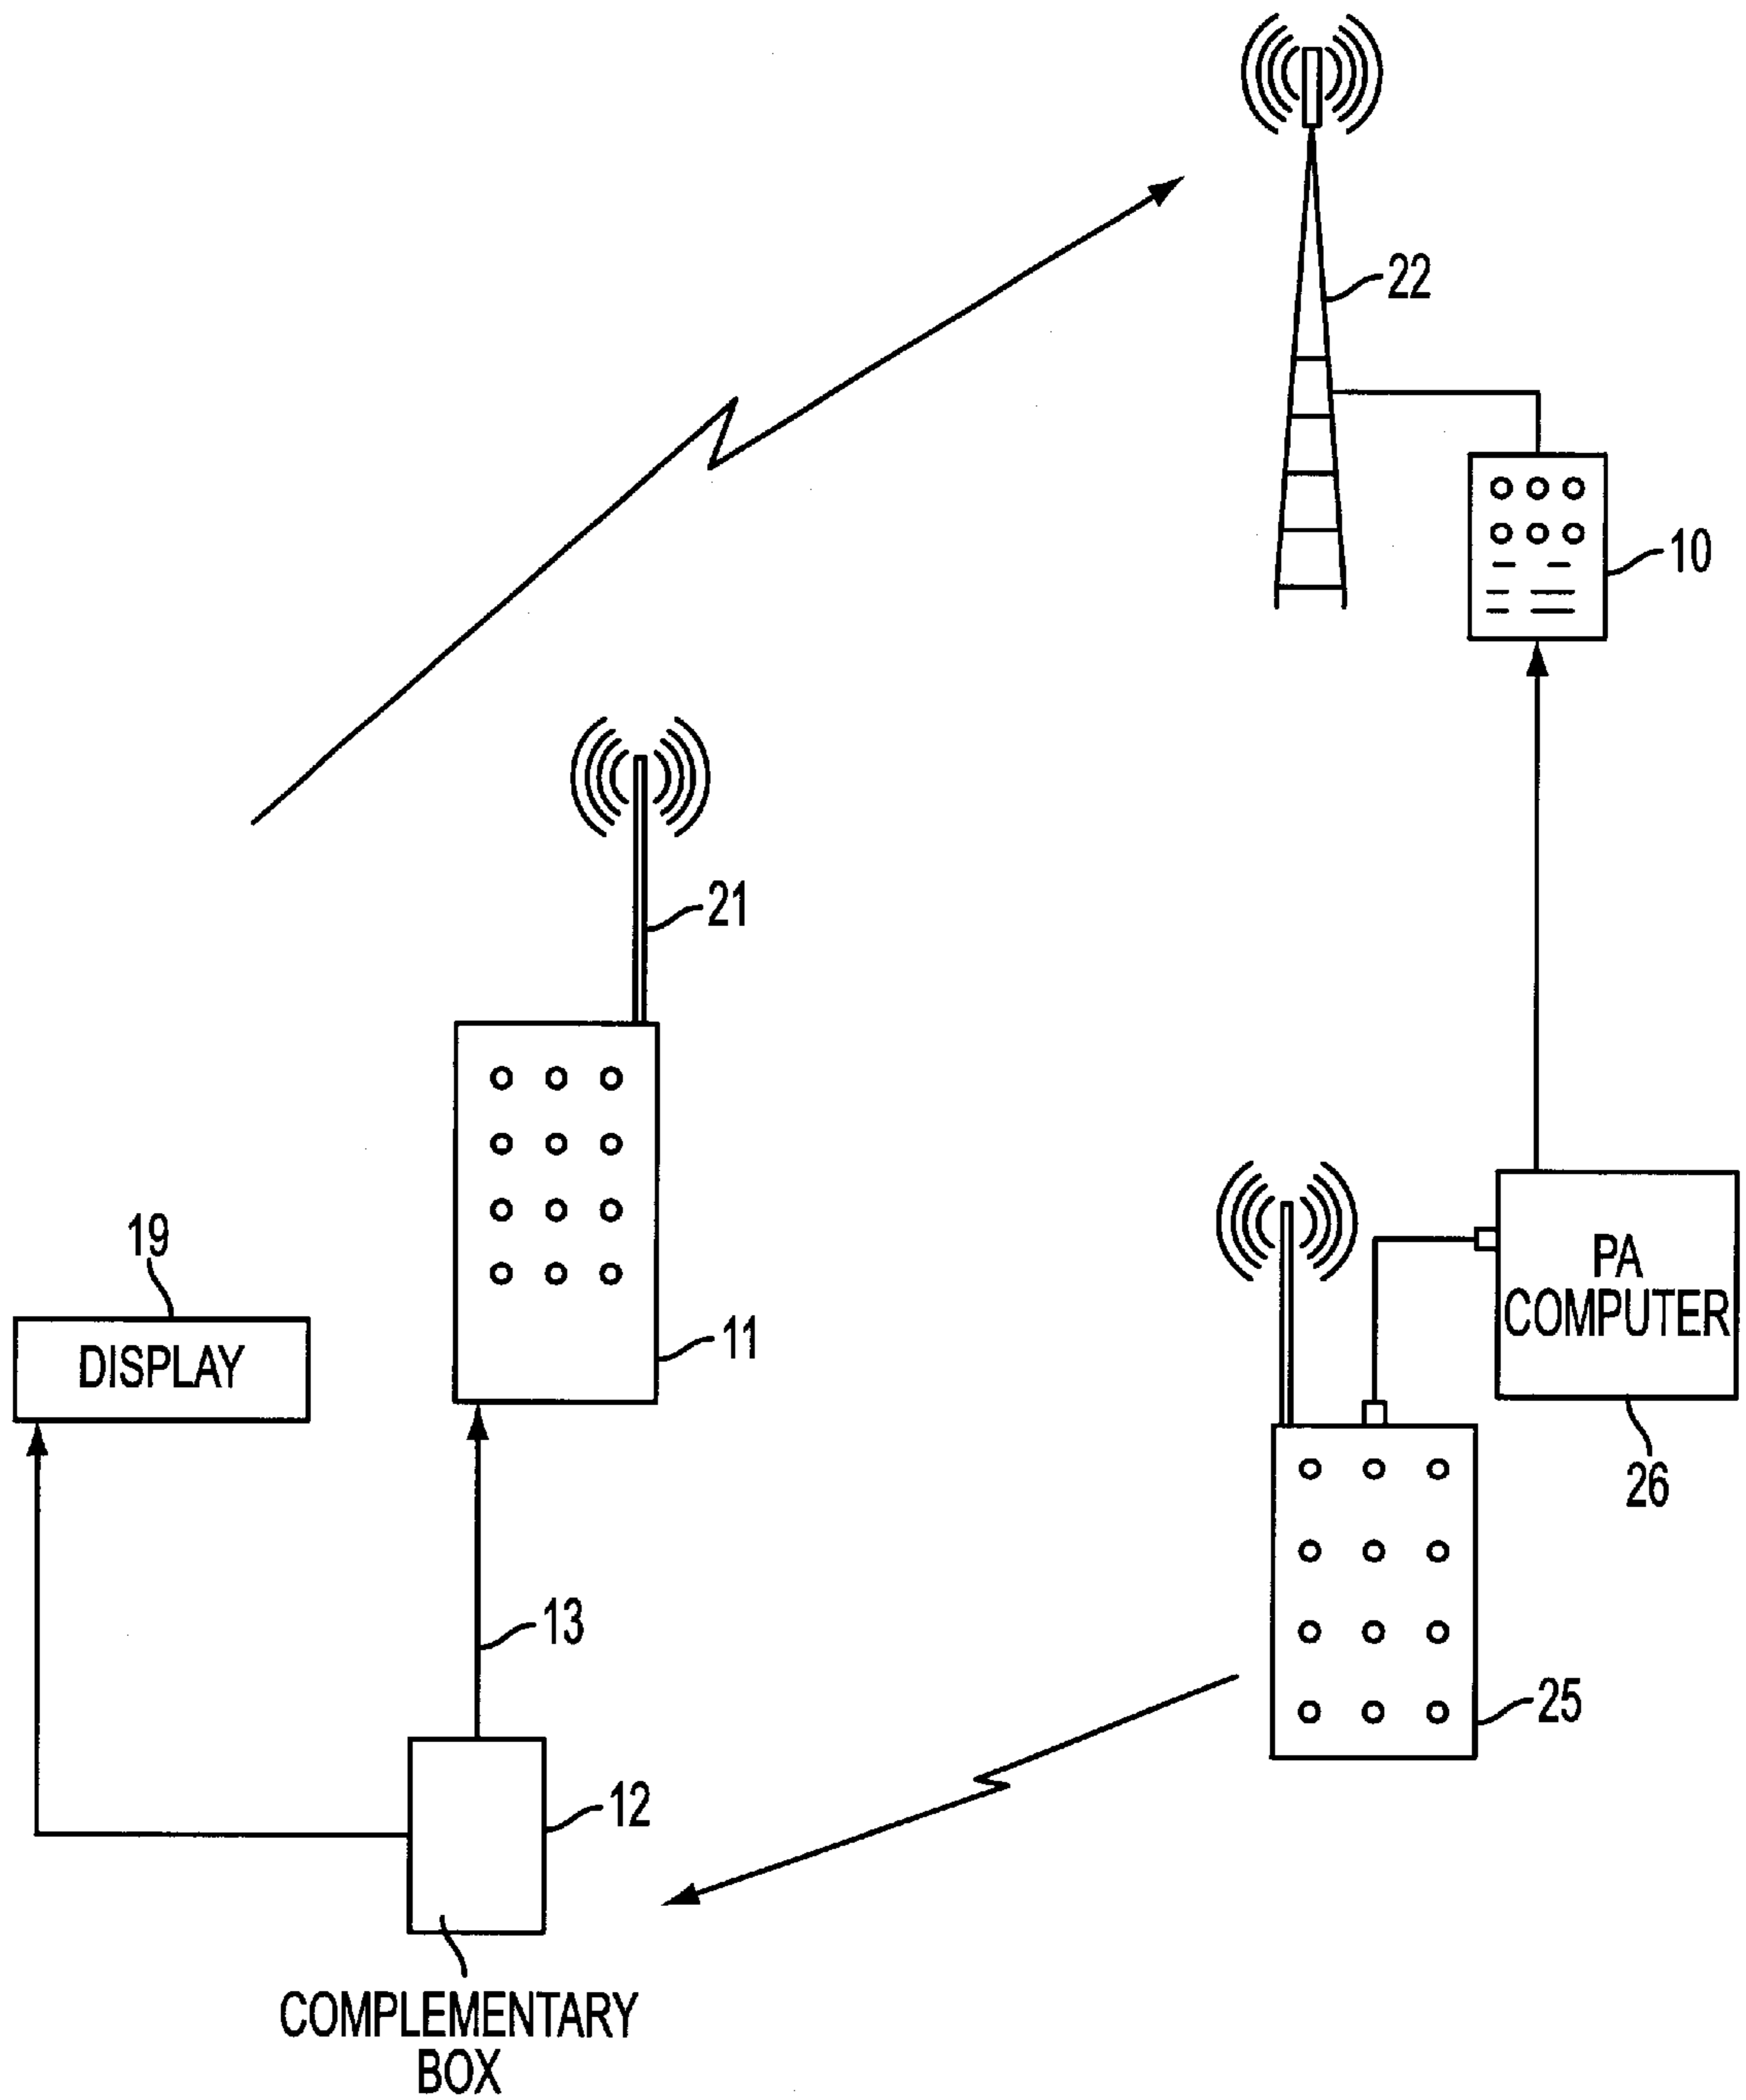 22
10
21
19
DISPLAY
11
PA
COMPUTER
26
13
25
12
COMPLEMENTARY
BOX